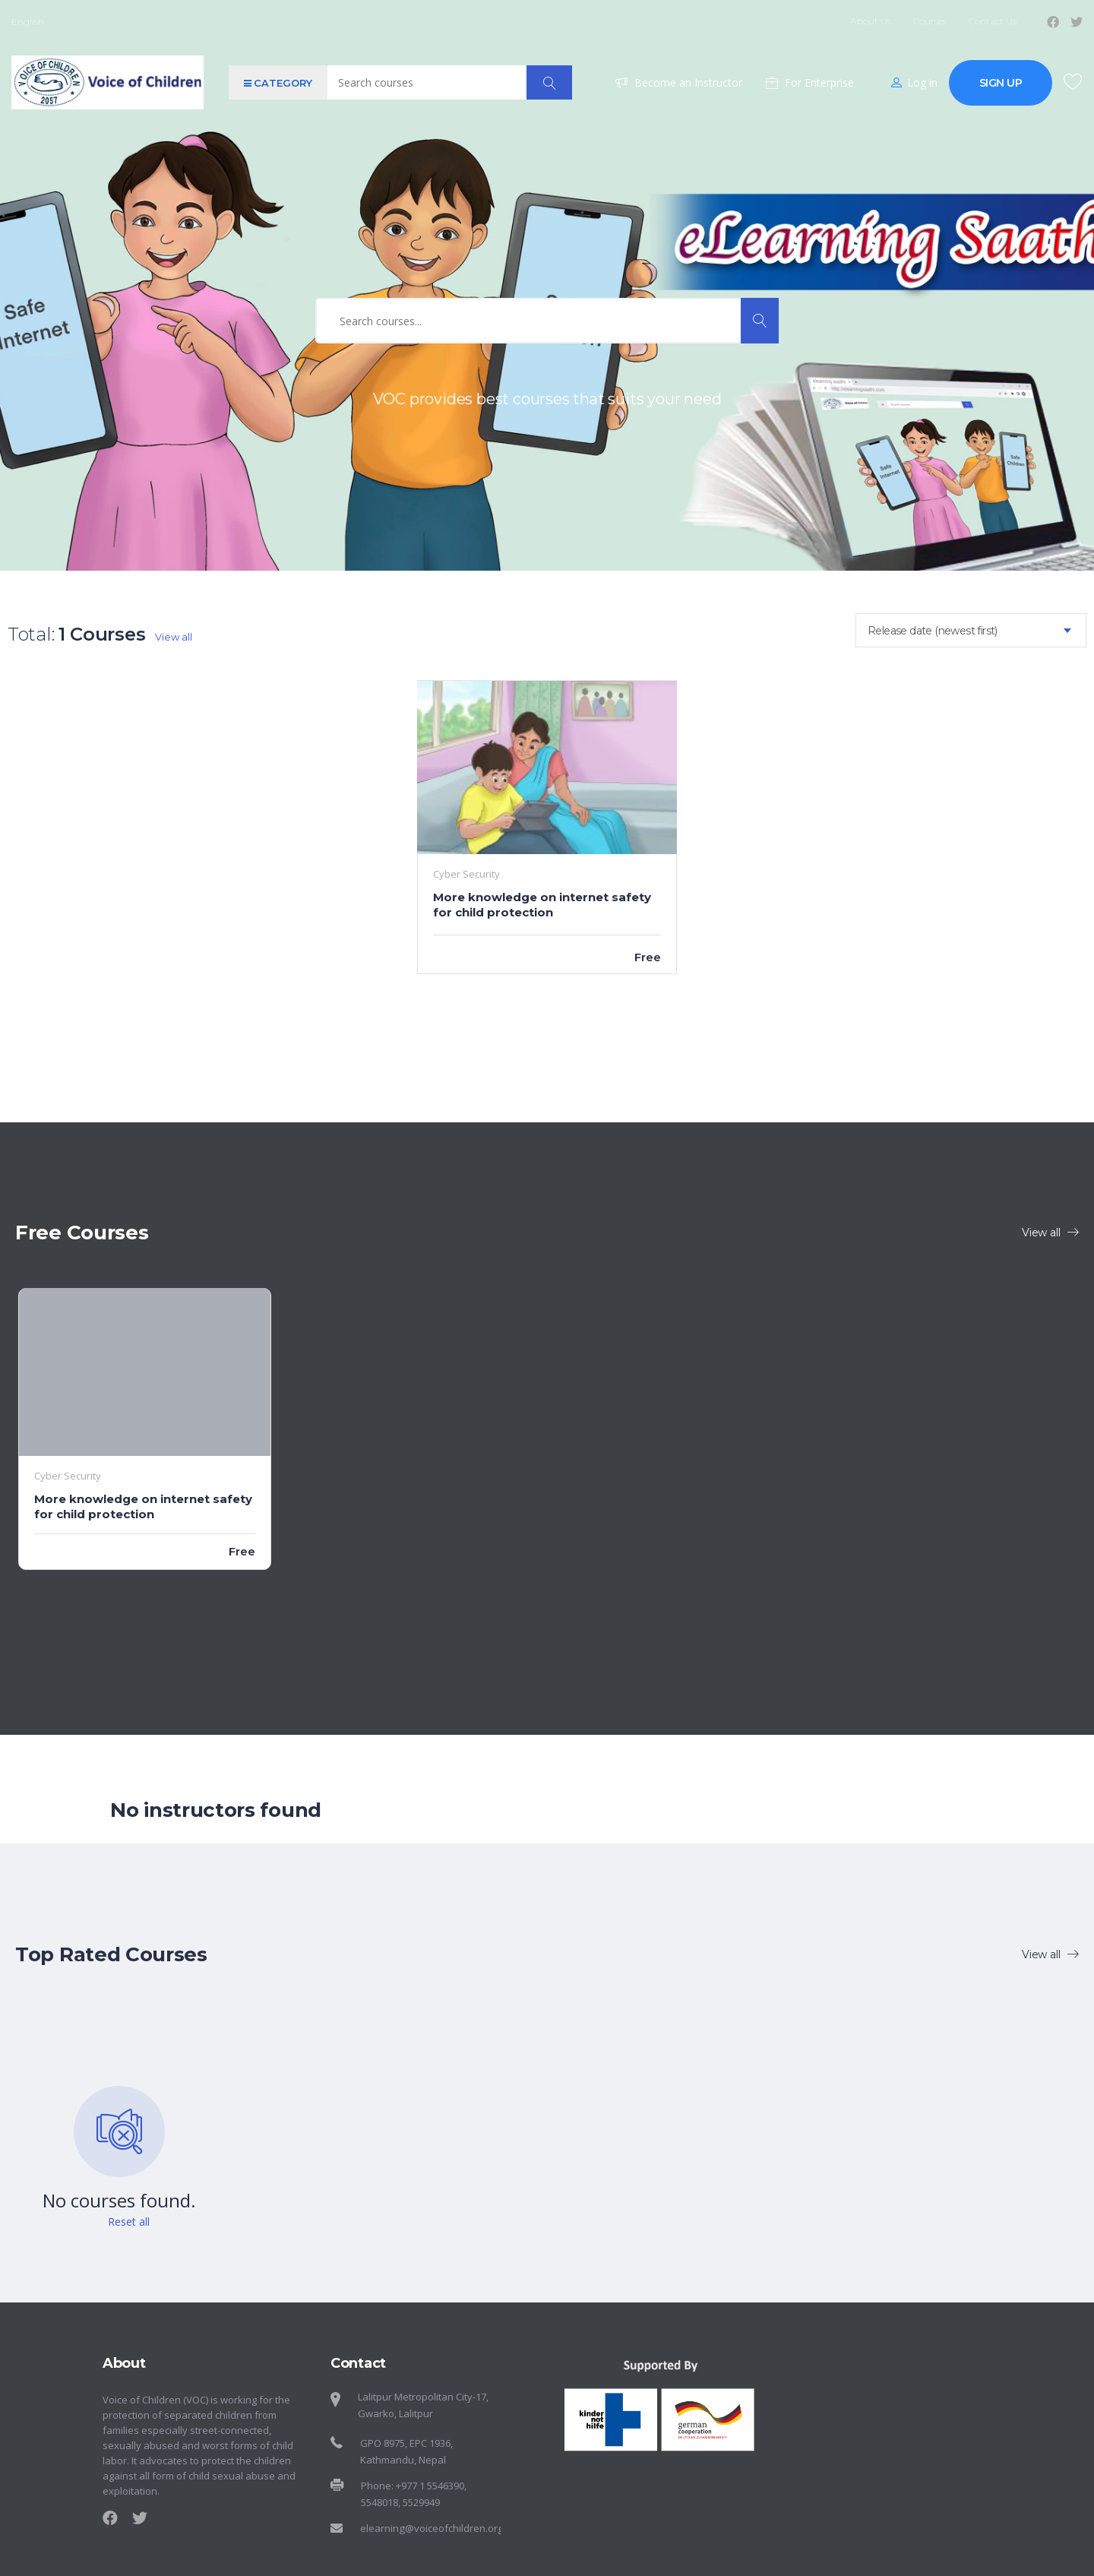 English
About Us
Courses
Contact Us
VOICE OF CHILDREN
2057
Voice of Children
CATEGORY
Search courses
Become an Instructor
For Enterprise
Log in
SIGN UP
eLearning Saath
Safe
Internet
Search courses...
VOC provides best courses that suits your need
Safe
Internet
Safe
Children
Total: 1 Courses
View all
Release date (newest first)
Cyber Security
More knowledge on internet safety
for child protection
Free
Free Courses
View all
Cyber Security
More knowledge on internet safety
for child protection
Free
No instructors found
Top Rated Courses
View all
No courses found.
Reset all
About
Voice of Children (VOC) is working for the
protection of separated children from
families especially street-connected,
sexually abused and worst forms of child
labor. It advocates to protect the children
against all form of child sexual abuse and
exploitation.
Contact
Lalitpur Metropolitan City-17,
Gwarko, Lalitpur
GPO 8975, EPC 1936,
Kathmandu, Nepal
Phone: +977 1 5546390,
5548018, 5529949
elearning@voiceofchildren.org
Supported By
kinder
not
hilfe
german
cooperation
DEUTSCHE ZUSAMMENARBEIT